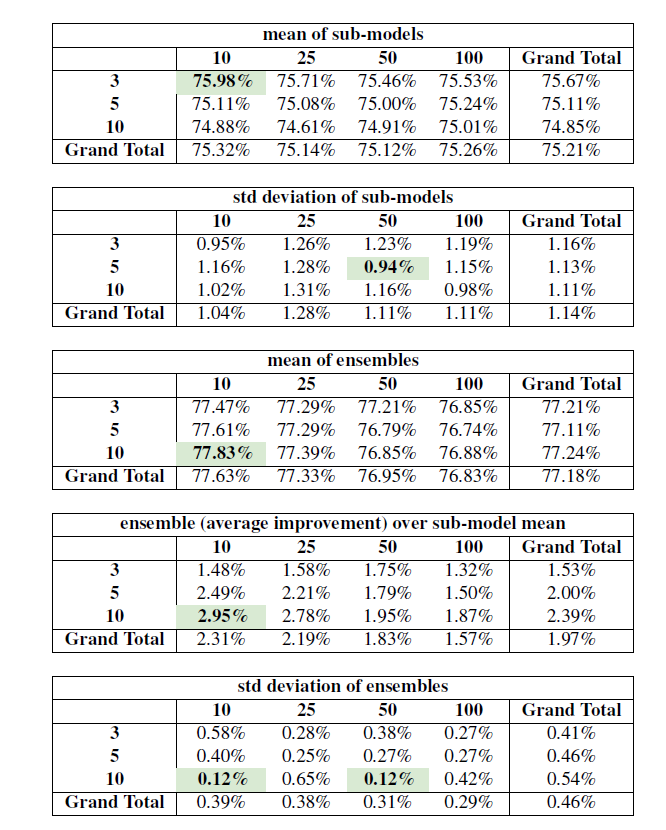 mean of sub-models
10 25 50 100 Grand Total
3 75.98% 75.71% 75.46% 75.53% 75.67%
5 75.11% 75.08% 75.00% 75.24% 75.11%
10 74.88% 74.61% 74.91% 75.01% 74.85%
Grand Total 75.32% 75.14% 75.12% 75.26% 75.21%
std deviation of sub-models
10 25 50 100 Grand Total
3 0.95% 1.26% 1.23% 1.19% 1.16%
5 1.16% 1.28% 0.94% 1.15% 1.13%
10 1.02% 1.31% 1.16% 0.98% 1.11%
Grand Total 1.04% 1.28% 1.11% 1.11% 1.14%
mean of ensembles
10 25 50 100 Grand Total
3 77.47% 77.29% 77.21% 76.85% 77.21%
5 77.61% 77.29% 76.79% 76.74% 77.11%
10 77.83% 77.39% 76.85% 76.88% 77.24%
Grand Total 77.63% 77.33% 76.95% 76.83% 77.18%
ensemble (average improvement) over sub-model mean
10 25 50 100 Grand Total
3 1.48% 1.58% 1.75% 1.32% 1.53%
5 2.49% 2.21% 1.79% 1.50% 2.00%
10 2.95% 2.78% 1.95% 1.87% 2.39%
Grand Total 2.31% 2.19% 1.83% 1.57% 1.97%
std deviation of ensembles
10 25 50 100 Grand Total
3 0.58% 0.28% 0.38% 0.27% 0.41%
5 0.40% 0.25% 0.27% 0.27% 0.46%
10 0.12% 0.65% 0.12% 0.42% 0.54%
Grand Total 0.39% 0.38% 0.31% 0.29% 0.46%